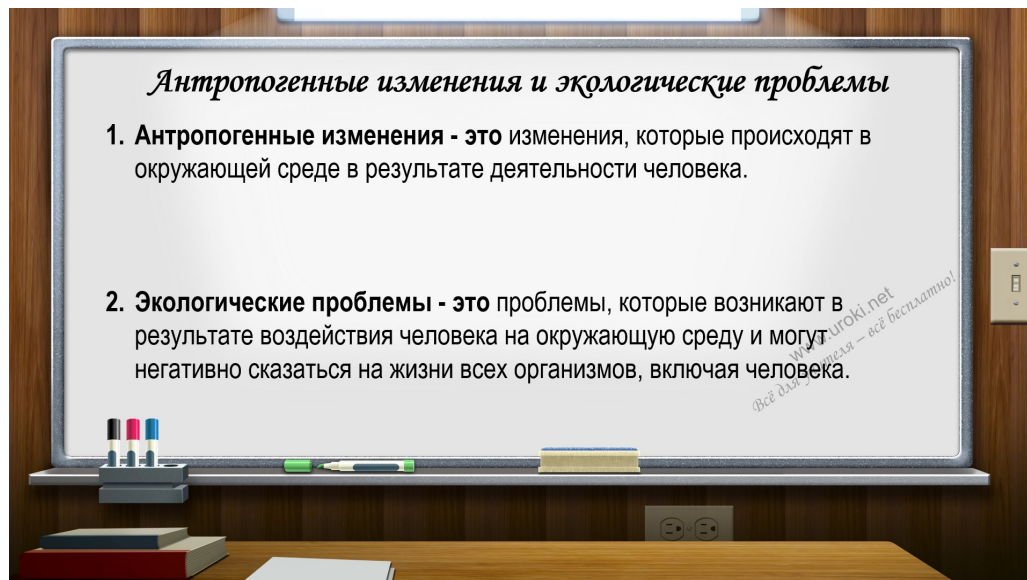 Антропогенные изменения и экологические проблемы
1. Антропогенные изменения - это изменения, которые происходят в
окружающей среде в результате деятельности человека.
2. Экологические проблемы - это проблемы, которые возникают в
результате воздействия человека на окружающую среду и могут
негативно сказаться на жизни всех организмов, включая человека.
www.uroki.net
Всё для учителя – всё бесплатно!